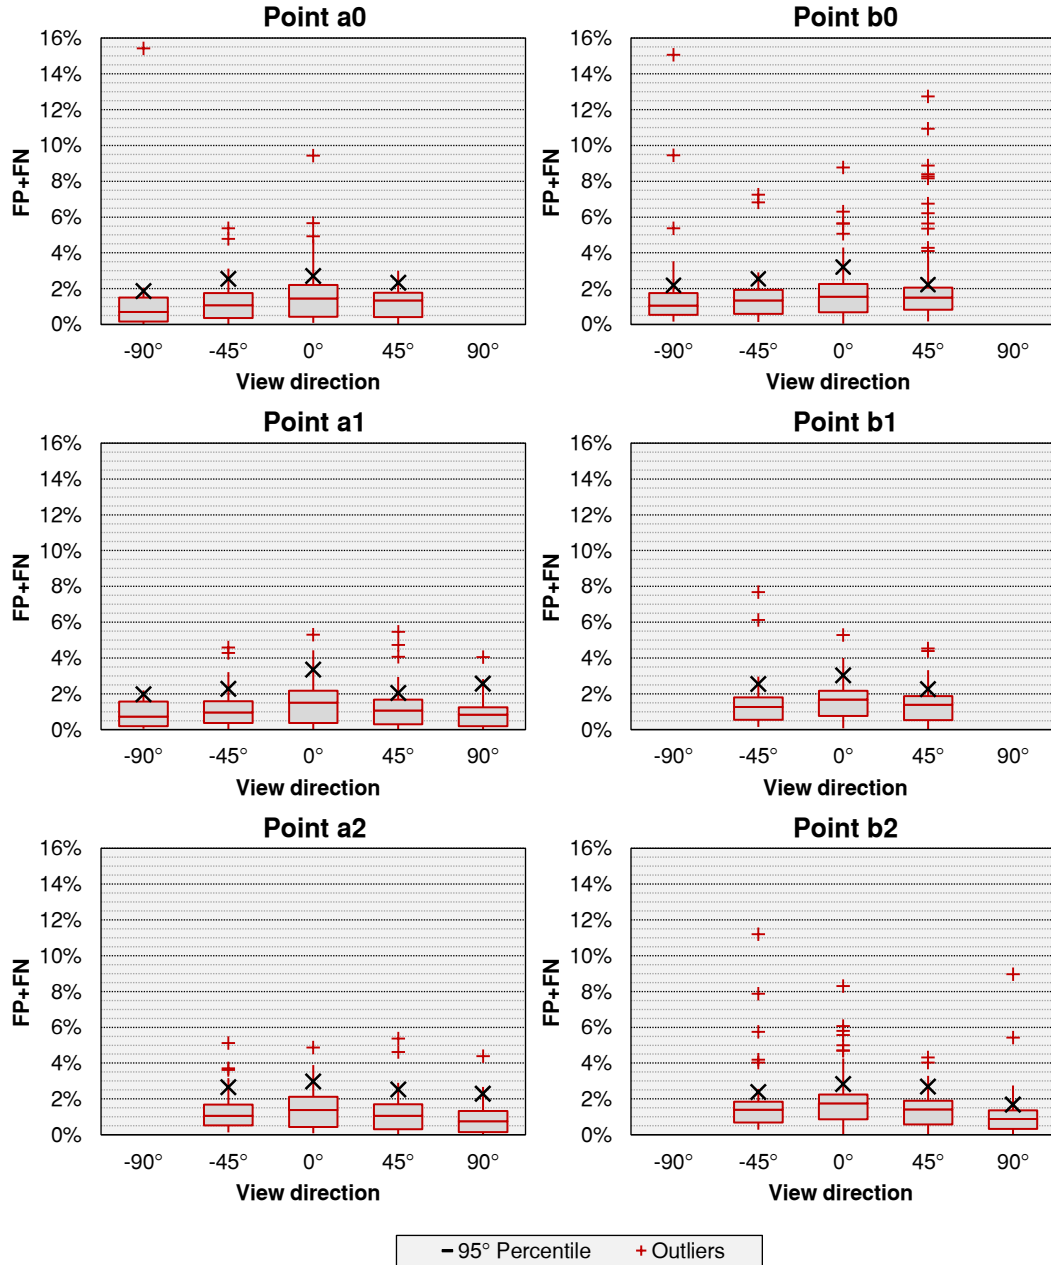 Point a0
16%
14%
12%
10%
8%
6%
4%
2%
0%
FP+FN
-90° -45° 0° 45° 90°
View direction
Point b0
16%
14%
12%
10%
8%
6%
4%
2%
0%
FP+FN
-90° -45° 0° 45° 90°
View direction
Point a1
16%
14%
12%
10%
8%
6%
4%
2%
0%
FP+FN
-90° -45° 0° 45° 90°
View direction
Point b1
16%
14%
12%
10%
8%
6%
4%
2%
0%
FP+FN
-90° -45° 0° 45° 90°
View direction
Point a2
16%
14%
12%
10%
8%
6%
4%
2%
0%
FP+FN
-90° -45° 0° 45° 90°
View direction
Point b2
16%
14%
12%
10%
8%
6%
4%
2%
0%
FP+FN
-90° -45° 0° 45° 90°
View direction
95° Percentile Outliers